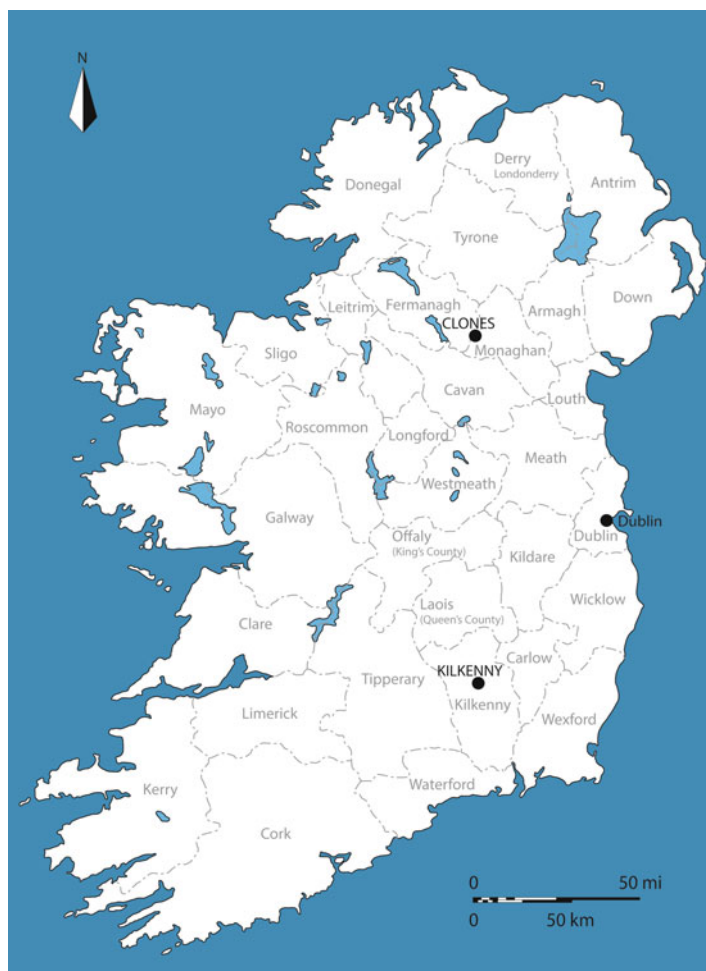 N
Derry
Londonderry
Donegal
Antrim
Tyrone
Leitrim
Fermanagh
Armagh
Down
CLONES
Monaghan
Sligo
Cavan
Mayo
Louth
Roscommon
Longford
Meath
Westmeath
Galway
Dublin
Offaly
(King's County)
Dublin
Kildare
Laois
(Queen's County)
Wicklow
Clare
Carlow
KILKENNY
Tipperary
Kilkenny
Limerick
Wexford
Waterford
Kerry
Cork
0 50 mi
0 50 km